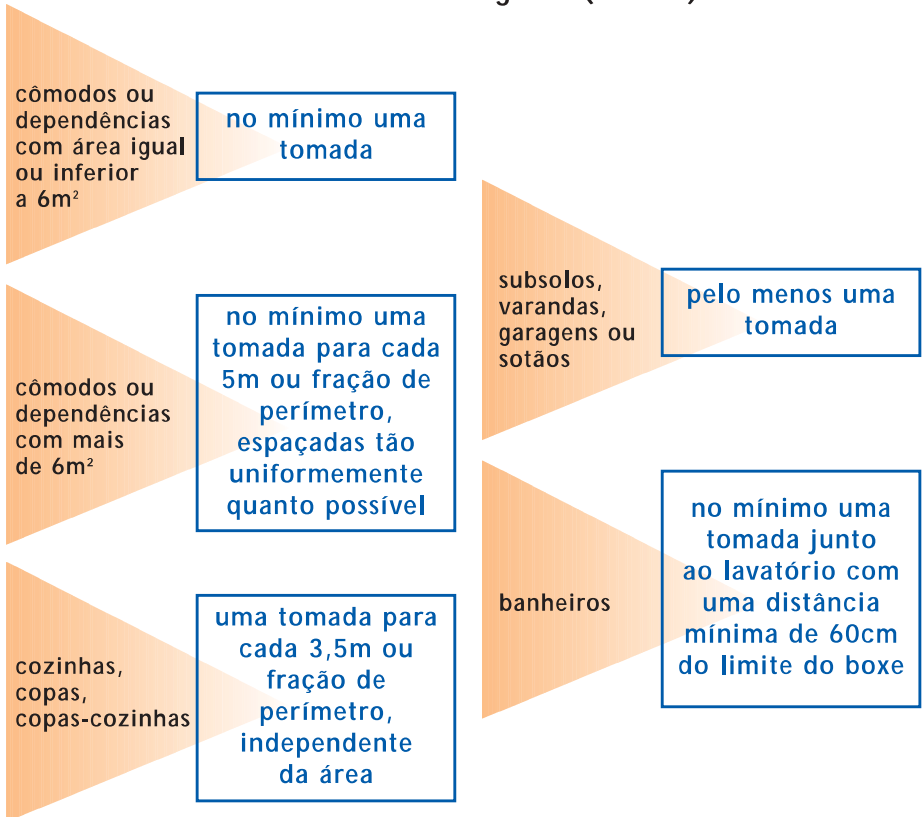 cômodos ou
dependências
com área igual
ou inferior
a 6m²
no mínimo uma
tomada
cômodos ou
dependências
com mais
de 6m²
no mínimo uma
tomada para cada
5m ou fração de
perímetro,
espaçadas tão
uniformemente
quanto possível
cozinhas,
copas,
copas-cozinhas
uma tomada para
cada 3,5m ou
fração de
perímetro,
independente
da área
subsolos,
varandas,
garagens ou
sotãos
pelo menos uma
tomada
banheiros
no mínimo uma
tomada junto
ao lavatório com
uma distância
mínima de 60cm
do limite do boxe